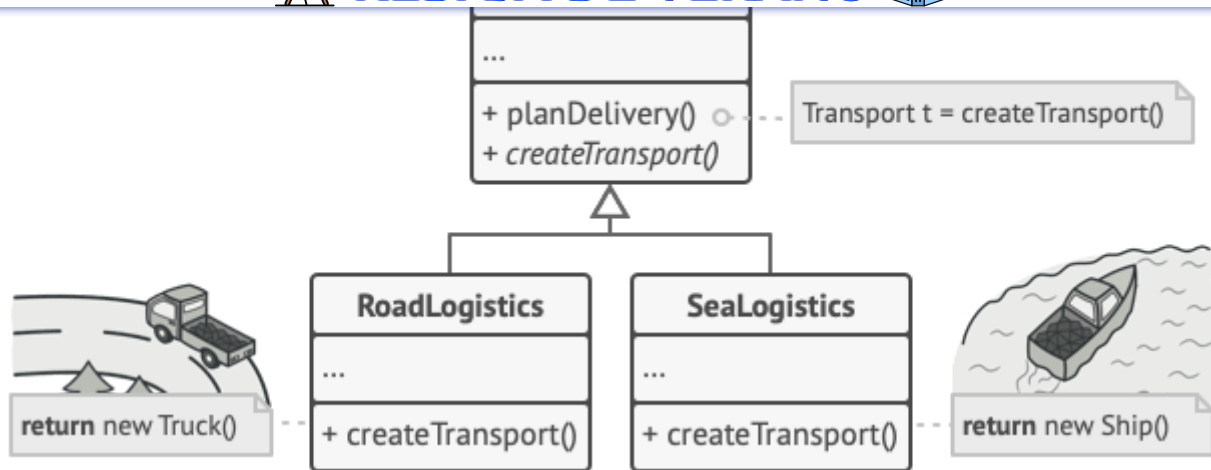 ...
+ planDelivery()
Transport t = createTransport()
+ createTransport()
RoadLogistics
SeaLogistics
...
...
return new Truck()
+ createTransport()
+ createTransport()
return new Ship()